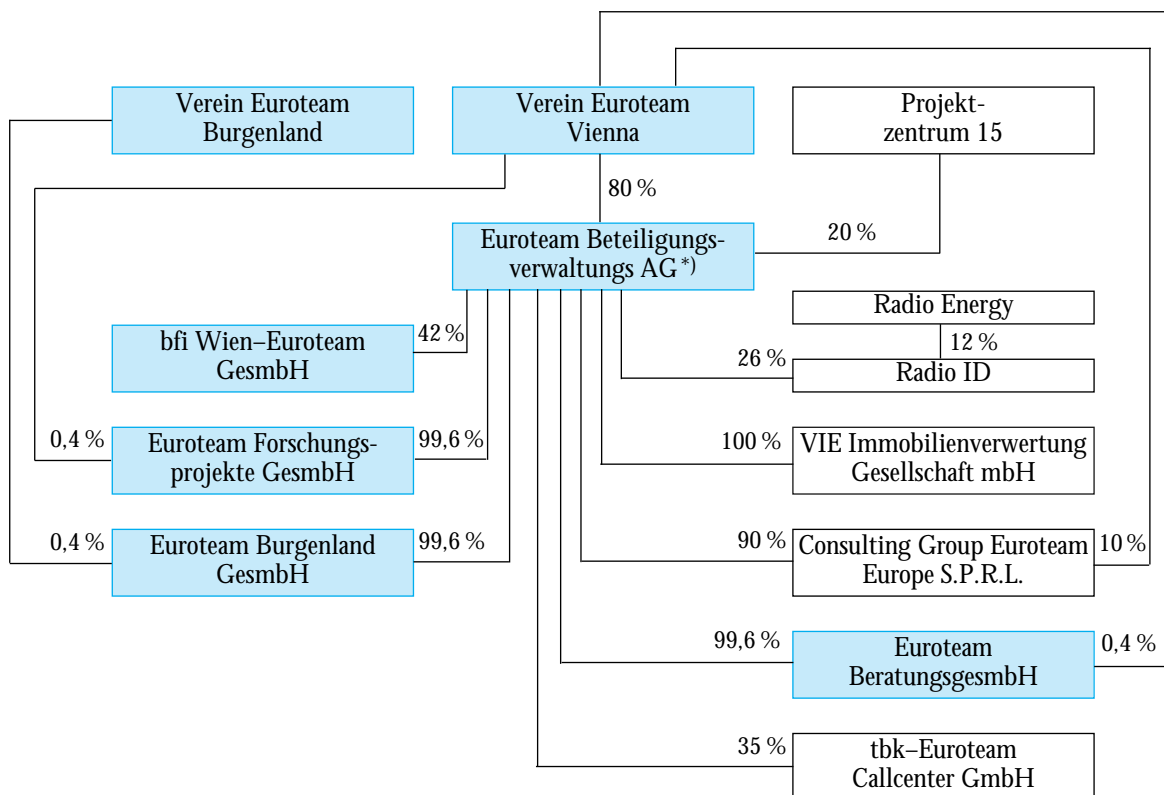 Verein Euroteam
Burgenland
Verein Euroteam
Vienna
Projekt-
zentrum 15
80 %
Euroteam Beteiligungs-
verwaltungs AG *)
20 %
Radio Energy
12 %
bfi Wien–Euroteam
GesmbH
42 %
26 %
Radio ID
0,4 %
Euroteam Forschungs-
projekte GesmbH
99,6 %
100 %
VIE Immobilienverwertung
Gesellschaft mbH
0,4 %
Euroteam Burgenland
GesmbH
99,6 %
90 %
Consulting Group Euroteam
Europe S.P.R.L.
10 %
99,6 %
Euroteam
BeratungsgesmbH
0,4 %
35 %
tbk–Euroteam
Callcenter GmbH